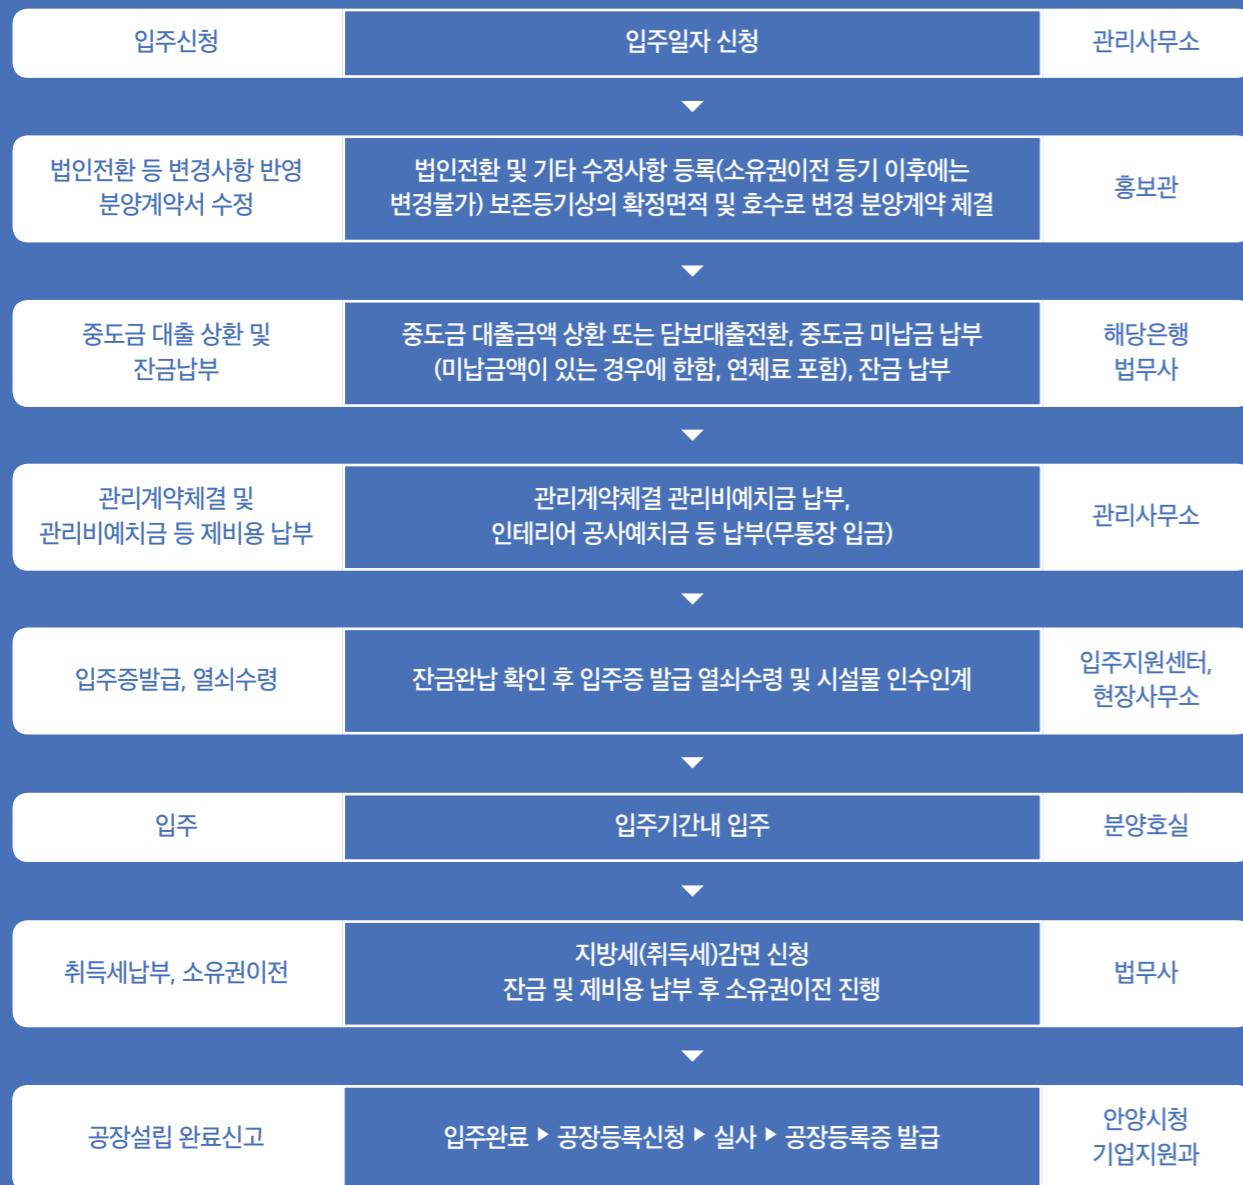 입주신청
입주일자 신청
관리사무소
법인전환 등 변경사항 반영
분양계약서 수정
법인전환 및 기타 수정사항 등록(소유권이전 등기 이후에는
변경불가) 보존등기상의 확정면적 및 호수로 변경 분양계약 체결
홍보관
중도금 대출 상환 및
잔금납부
중도금 대출금액 상환 또는 담보대출전환, 중도금 미납금 납부
(미납금액이 있는 경우에 한함, 연체료 포함), 잔금 납부
해당은행
법무사
관리계약체결 및
관리비예치금 등 제비용 납부
관리계약체결 관리비예치금 납부,
인테리어 공사예치금 등 납부(무통장 입금)
관리사무소
입주증발급, 열쇠수령
잔금완납 확인 후 입주증 발급 열쇠수령 및 시설물 인수인계
입주지원센터,
현장사무소
입주
입주기간내 입주
분양호실
취득세납부, 소유권이전
지방세(취득세)감면 신청
잔금 및 제비용 납부 후 소유권이전 진행
법무사
공장설립 완료신고
입주완료 ▶ 공장등록신청 ▶ 실사 ▶ 공장등록증 발급
안양시청
기업지원과